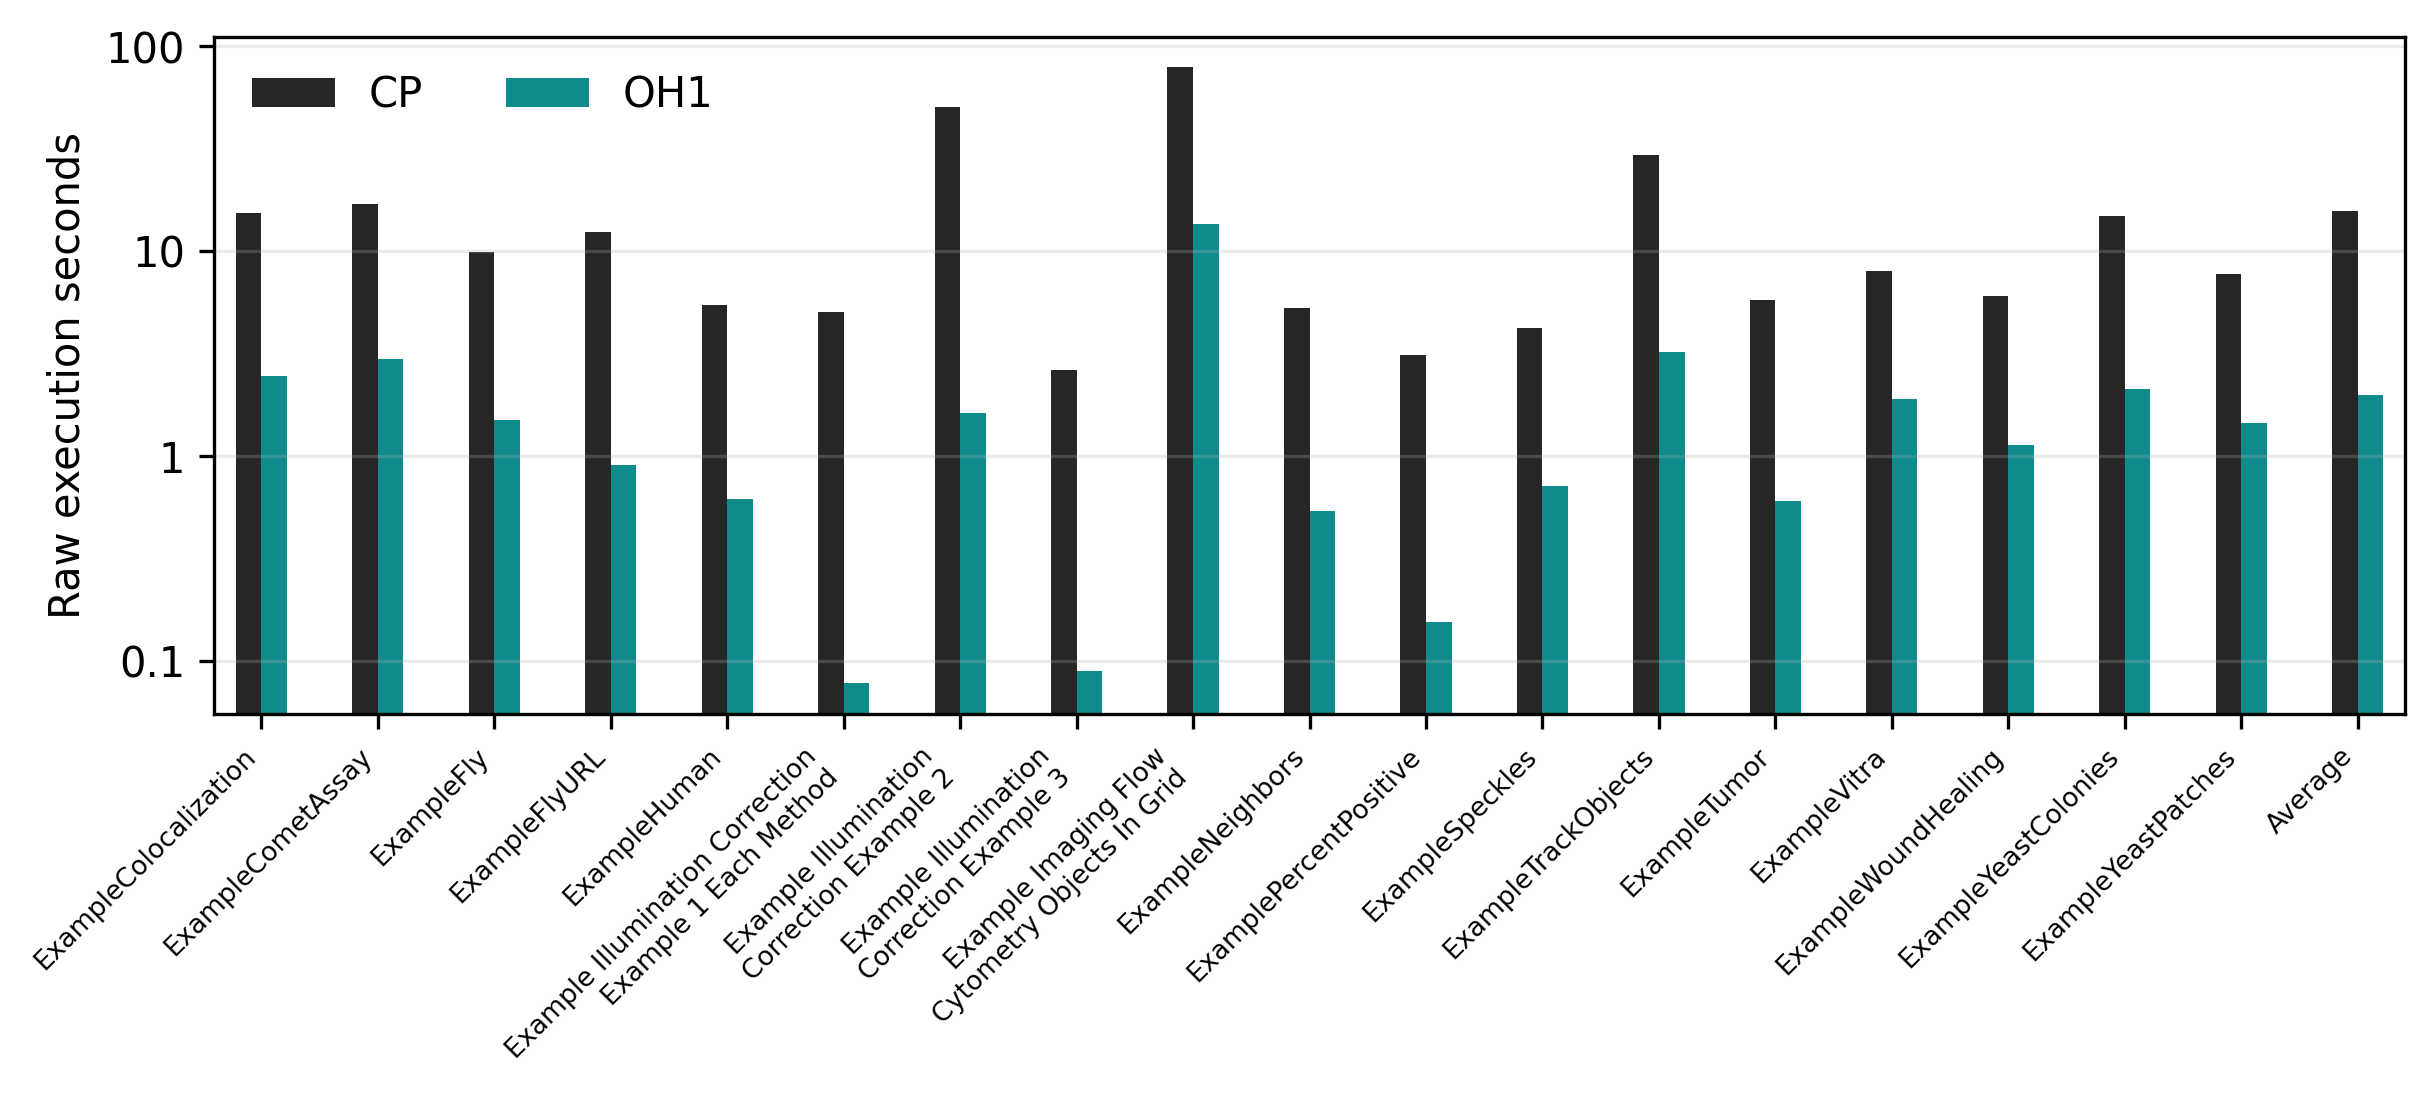 Raw execution seconds
100
10
1
0.1
CP
OH1
ExampleColocalization
ExampleCometAssay
ExampleFly
ExampleFlyURL
ExampleHuman
Example Illumination Correction
Example 1 Each Method
Example Illumination
Correction Example 2
Example Illumination
Correction Example 3
Example Imaging Flow
Cytometry Objects In Grid
ExampleNeighbors
ExamplePercentPositive
ExampleSpeckles
ExampleTrackObjects
ExampleTumor
ExampleVitra
ExampleWoundHealing
ExampleYeastColonies
ExampleYeastPatches
Average